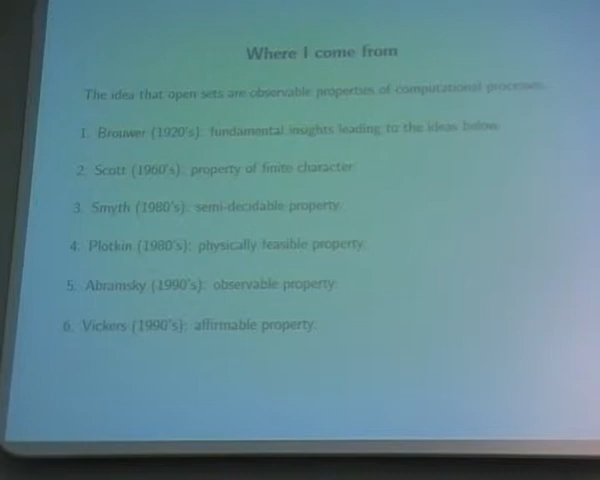 Where I come from
The idea that open sets are observable properties of computational processes.
1. Brouwer (1920's): fundamental insights leading to the ideas below.
2. Scott (1960's): property of finite character.
3. Smyth (1980's): semi-decidable property.
4. Plotkin (1980's): physically feasible property.
5. Abramsky (1990's): observable property.
6. Vickers (1990's): affirmable property.